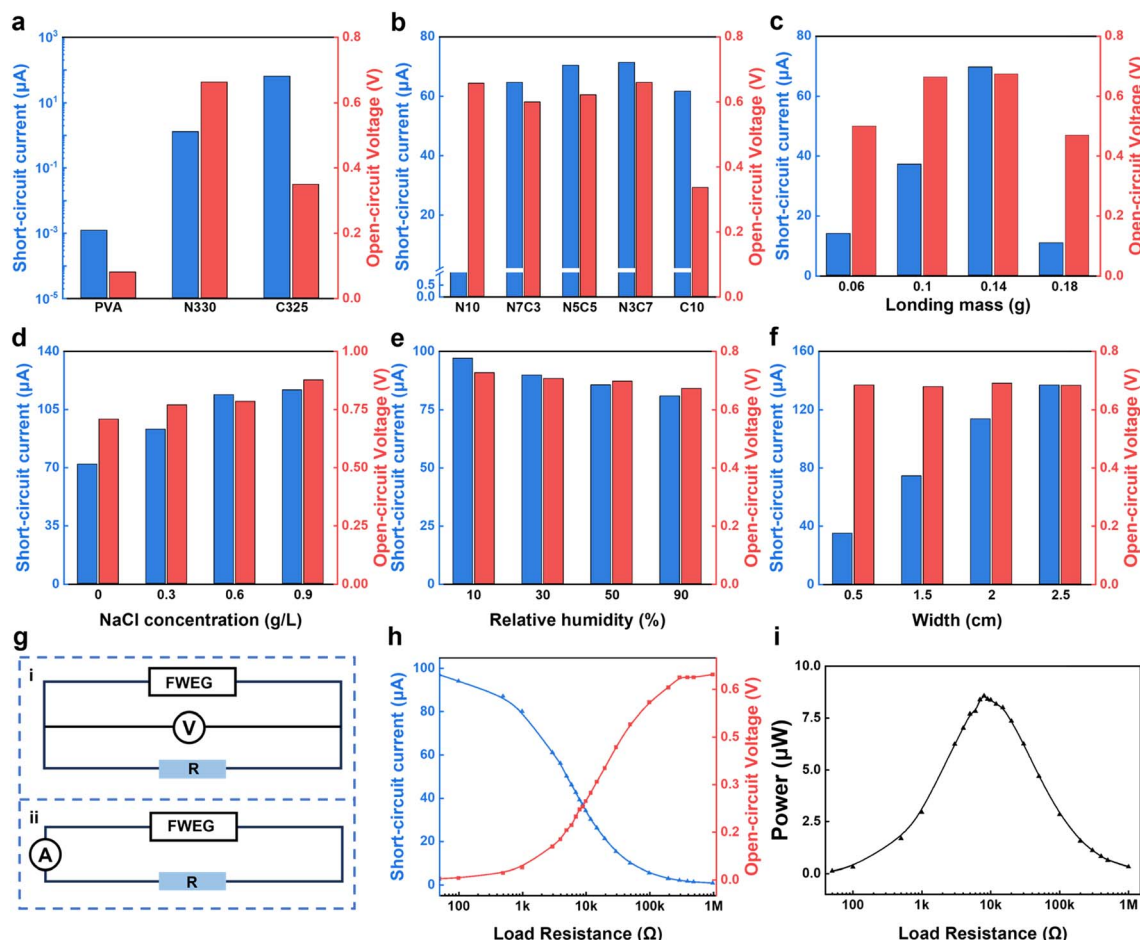 a
10³
10¹
10⁻¹
10⁻³
10⁻⁵
Short-circuit current (μA)
PVA
N330
C325
0.8
0.6
0.4
0.2
0.0
Open-circuit Voltage (V)
b
80
60
40
20
0.5
0.0
Short-circuit current (μA)
N10
N7C3
N5C5
N3C7
C10
0.8
0.6
0.4
0.2
0.0
Open-circuit Voltage (V)
c
80
60
40
20
0
Short-circuit current (μA)
0.06
0.1
0.14
0.18
Londing mass (g)
0.8
0.6
0.4
0.2
0.0
Open-circuit Voltage (V)
d
140
105
70
35
0
Short-circuit current (μA)
0
0.3
0.6
0.9
NaCl concentration (g/L)
1.00
0.75
0.50
0.25
0.00
Open-circuit Voltage (V)
e
100
75
50
25
0
Short-circuit current (μA)
10
30
50
90
Relative humidity (%)
0.8
0.6
0.4
0.2
0.0
Open-circuit Voltage (V)
f
160
120
80
40
0
Short-circuit current (μA)
0.5
1.5
2
2.5
Width (cm)
0.8
0.6
0.4
0.2
0.0
Open-circuit Voltage (V)
g
i
FWEG
V
R
ii
FWEG
A
R
h
100
80
60
40
20
0
Short-circuit current (μA)
100
1k
10k
100k
1M
Load Resistance (Ω)
0.6
0.5
0.3
0.2
0.0
Open-circuit Voltage (V)
i
10.0
7.5
5.0
2.5
0.0
Power (μW)
100
1k
10k
100k
1M
Load Resistance (Ω)